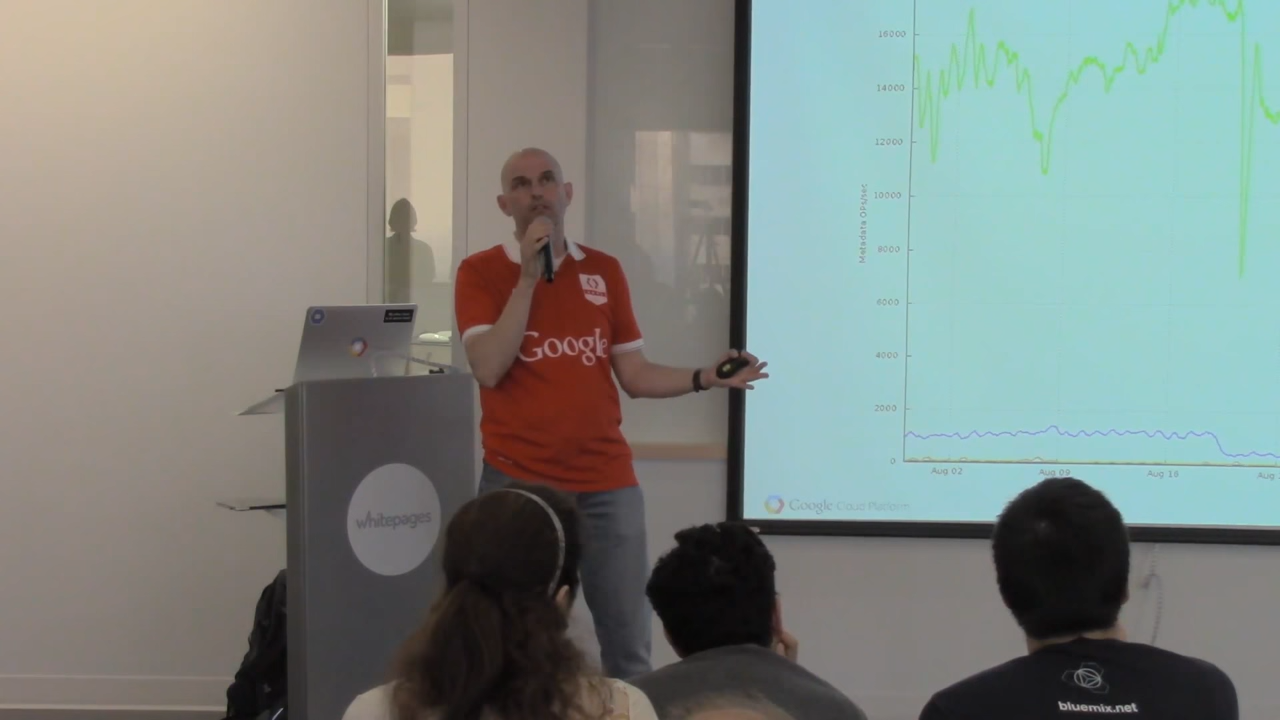 16000
14000
12000
10000
8000
6000
4000
2000
0
Metadata OPs/sec
Aug 02
Aug 09
Aug 16
Google Cloud Platform
Google
whitepages
bluemix.net